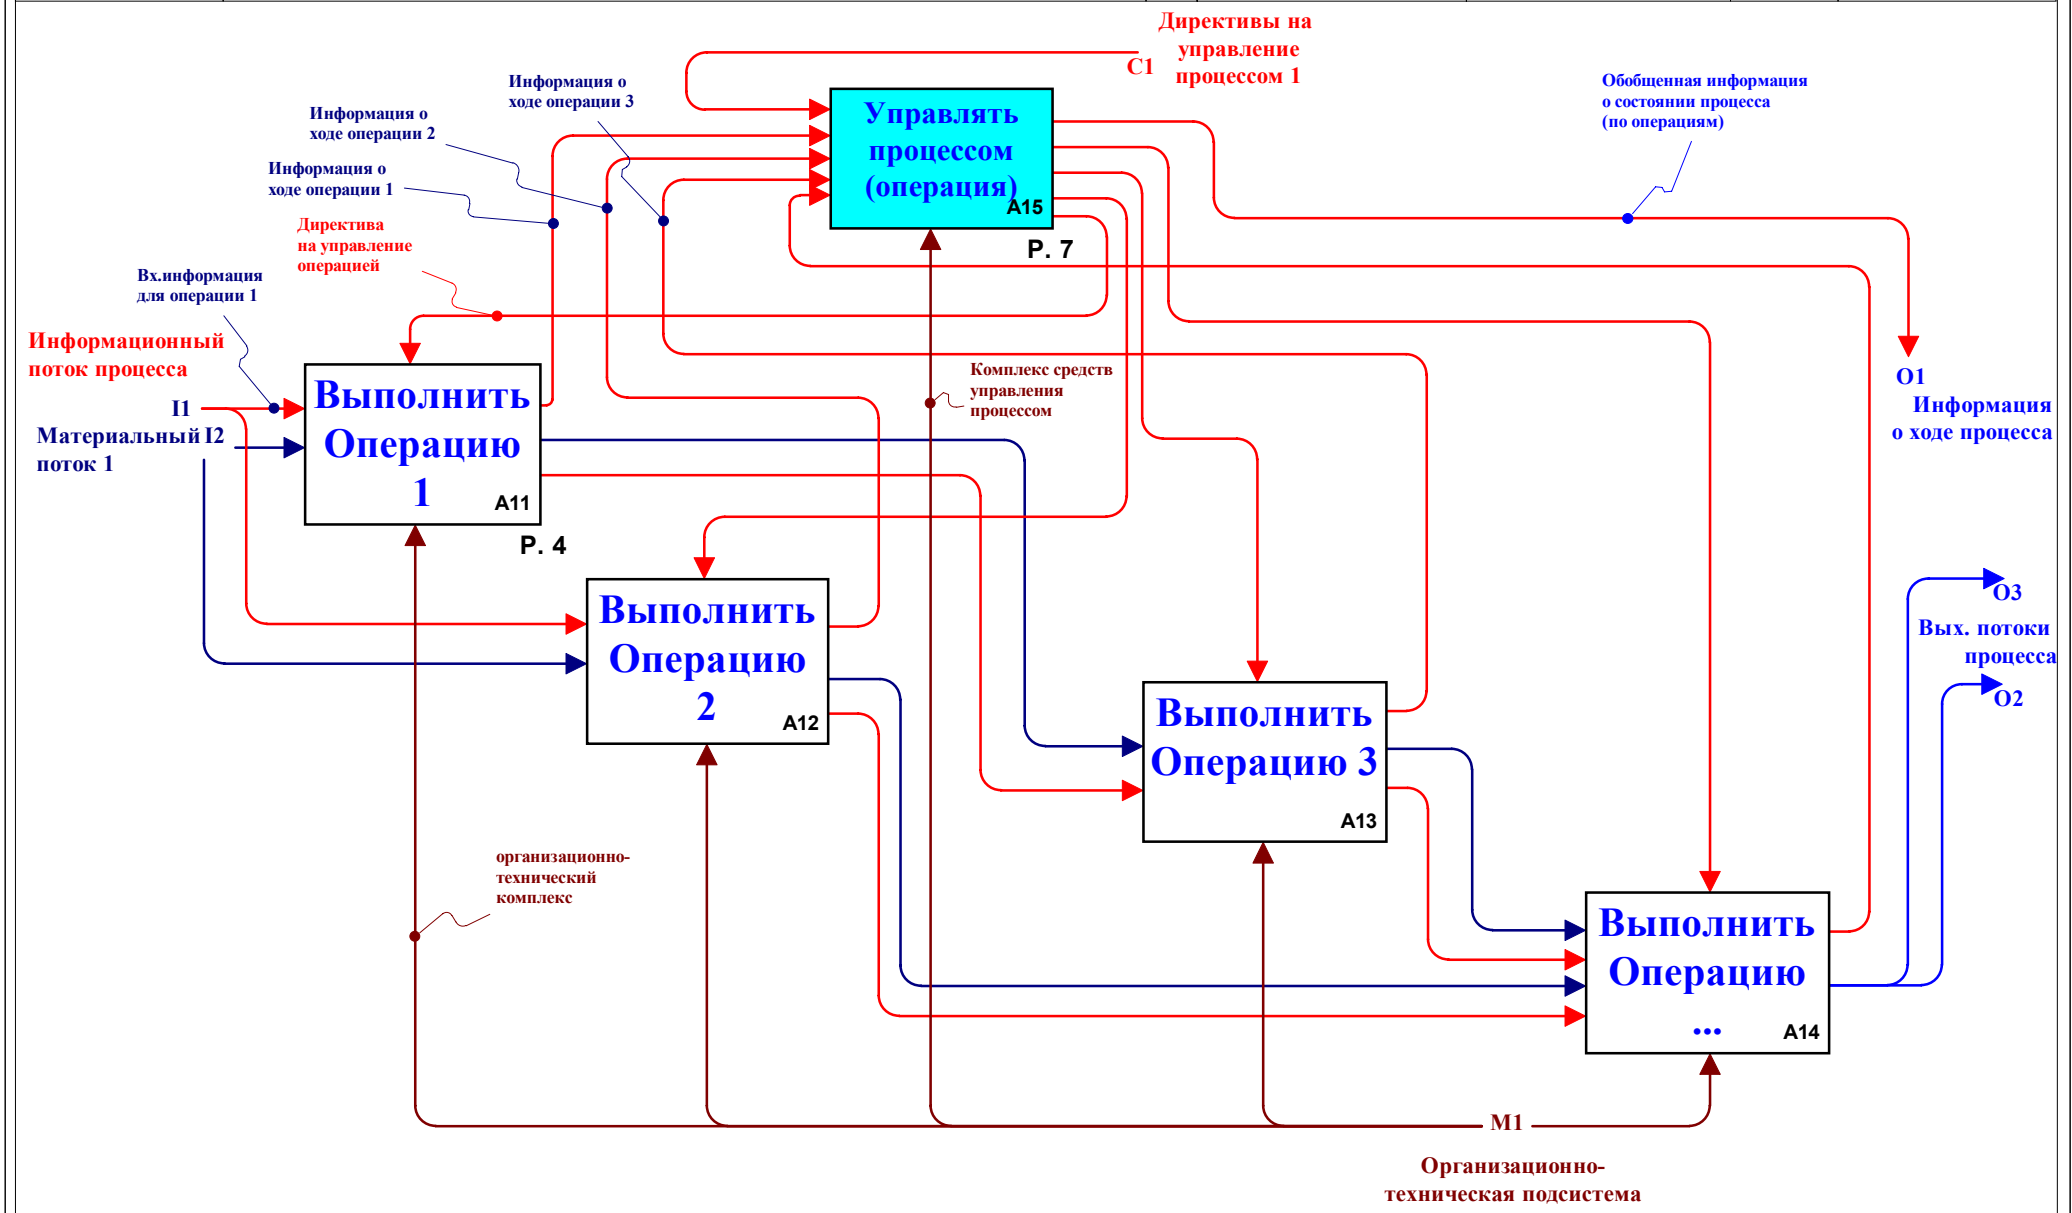 Директивы на
управление
процессом 1
C1
Информация о
ходе операции 3
Обобщенная информация
о состоянии процесса
(по операциям)
Информация о
ходе операции 2
Управлять
процессом
(операция)
A15
P. 7
Информация о
ходе операции 1
Директива
на управление
операцией
Вх.информация
для операции 1
Информационный
поток процесса
I1
Материальный I2
поток 1
Выполнить
Операцию
1
A11
P. 4
Комплекс средств
управления
процессом
O1
Информация
о ходе процесса
Выполнить
Операцию
2
A12
O3
Вых. потоки
процесса
O2
Выполнить
Операцию 3
A13
организационно-
технический
комплекс
Выполнить
Операцию
...
A14
M1
Организационно-
техническая подсистема